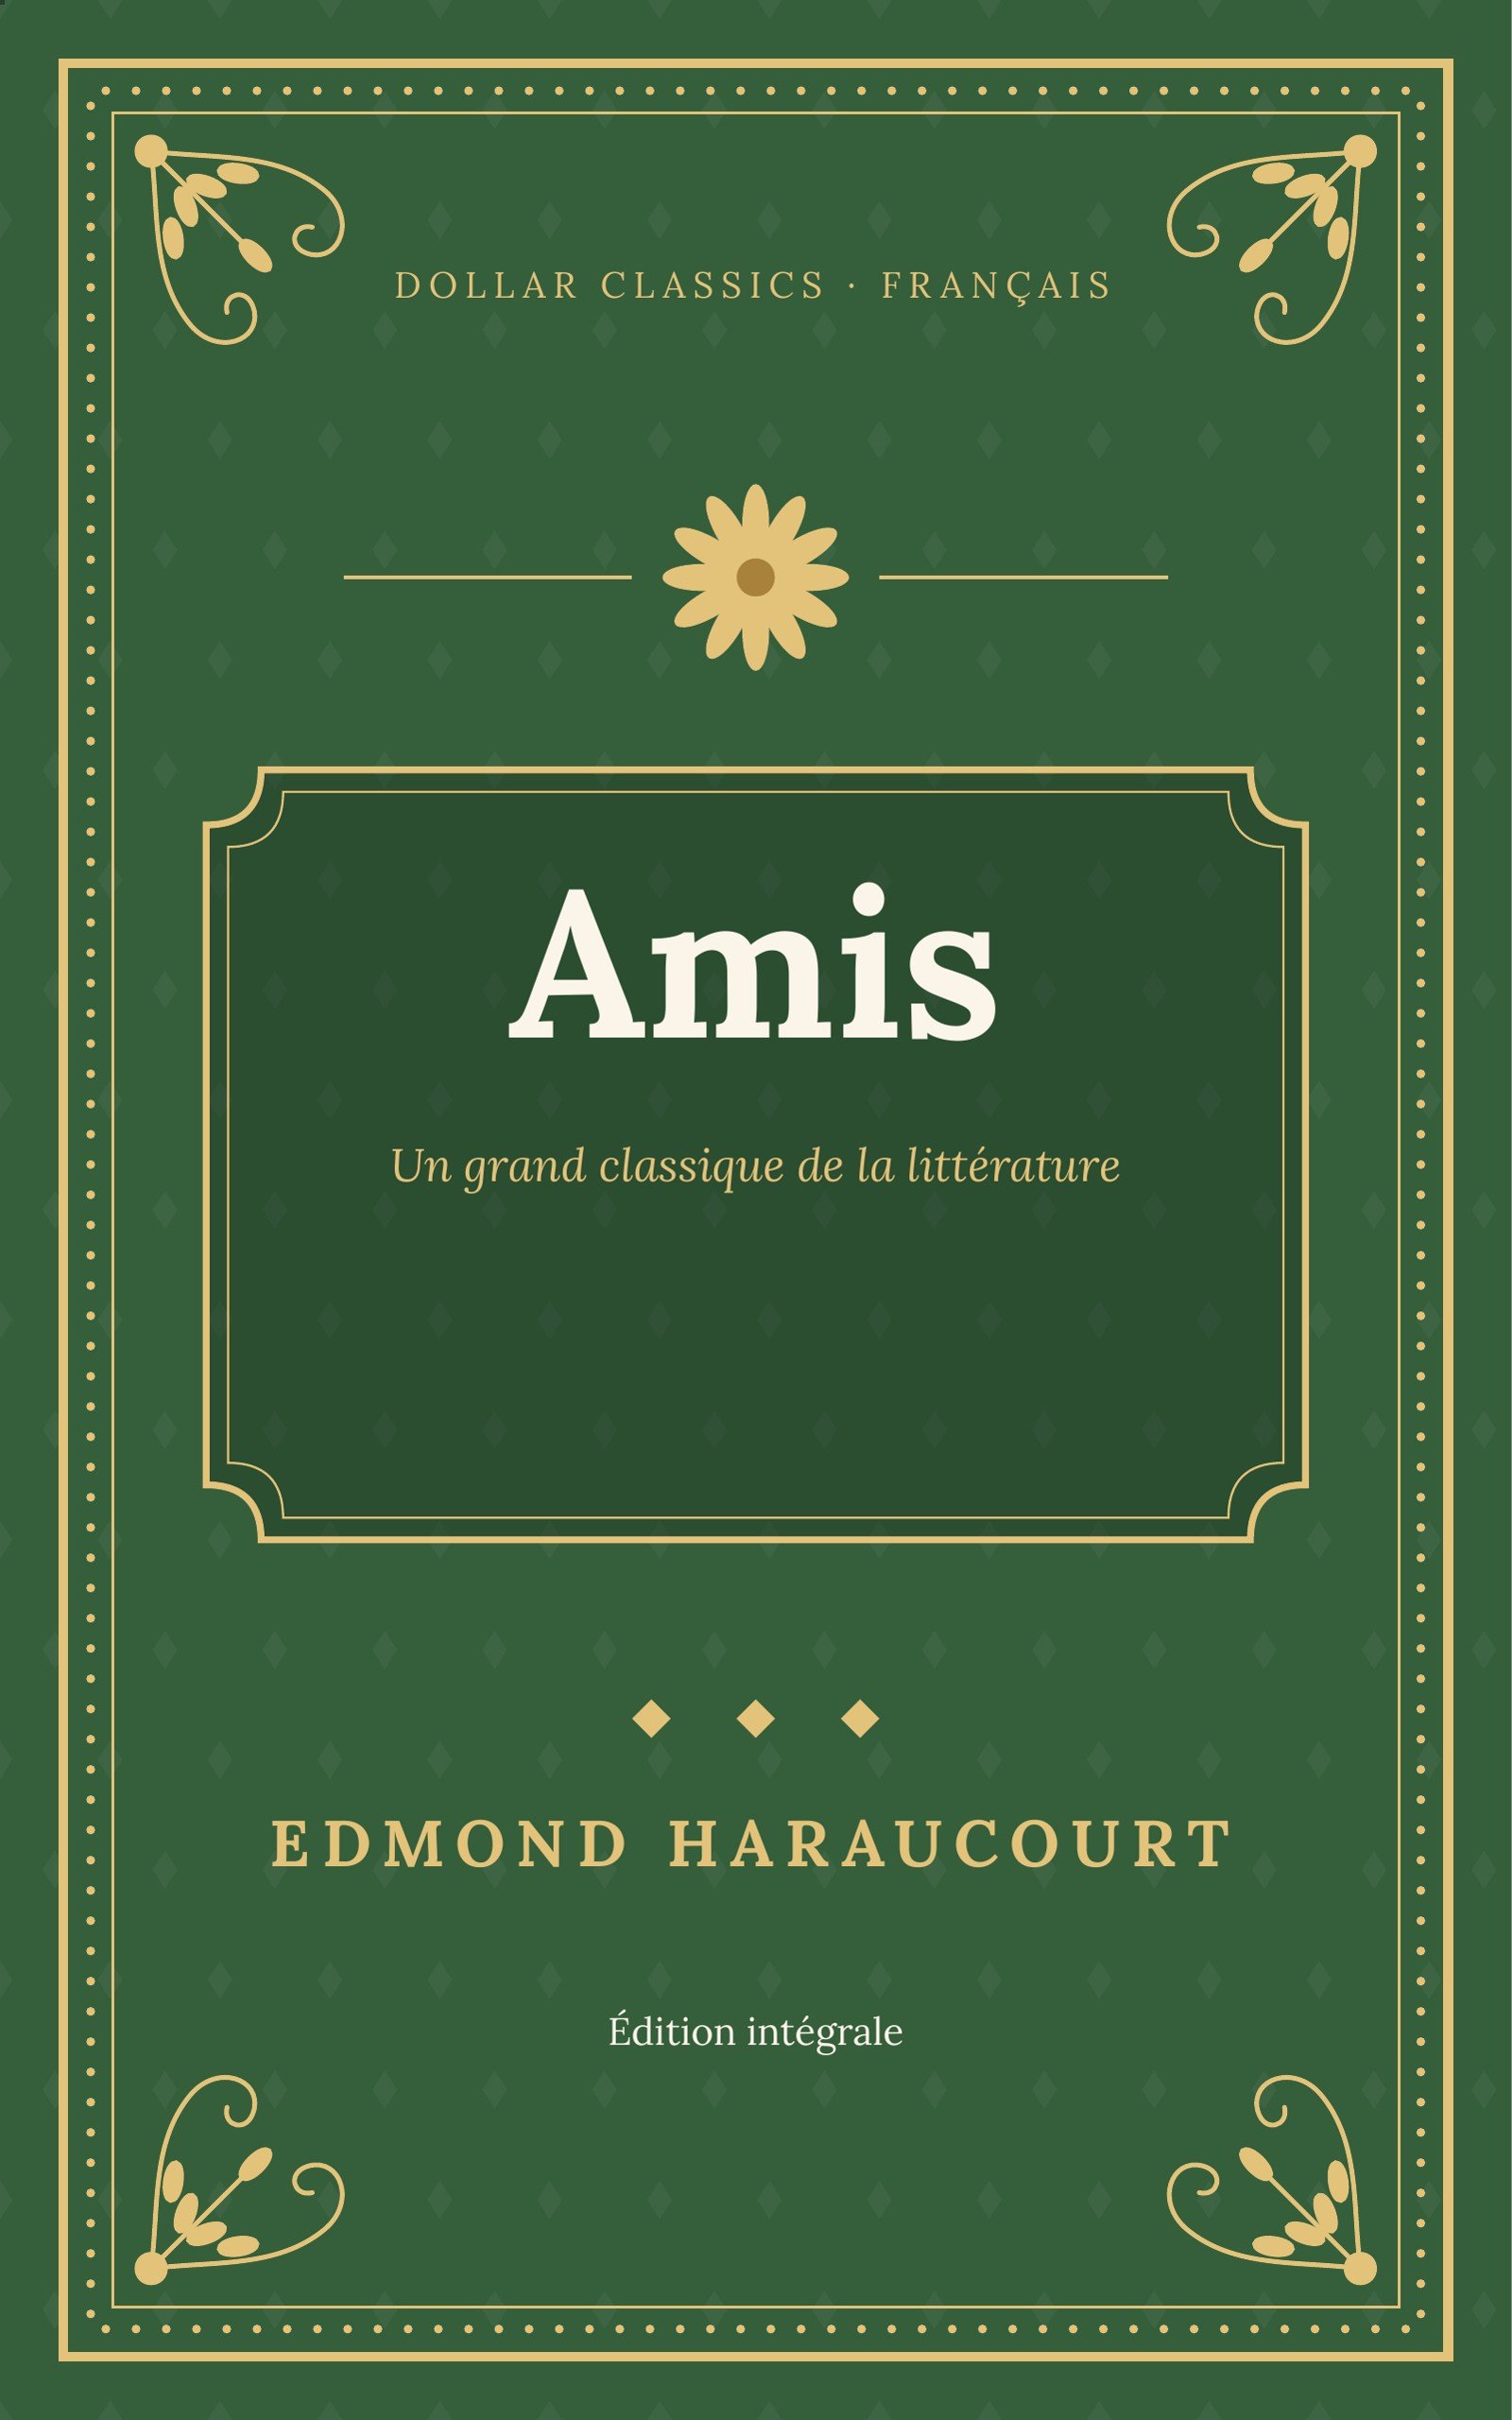 DOLLAR CLASSICS · FRANÇAIS
Amis
Un grand classique de la littérature
EDMOND HARAUCOURT
Édition intégrale